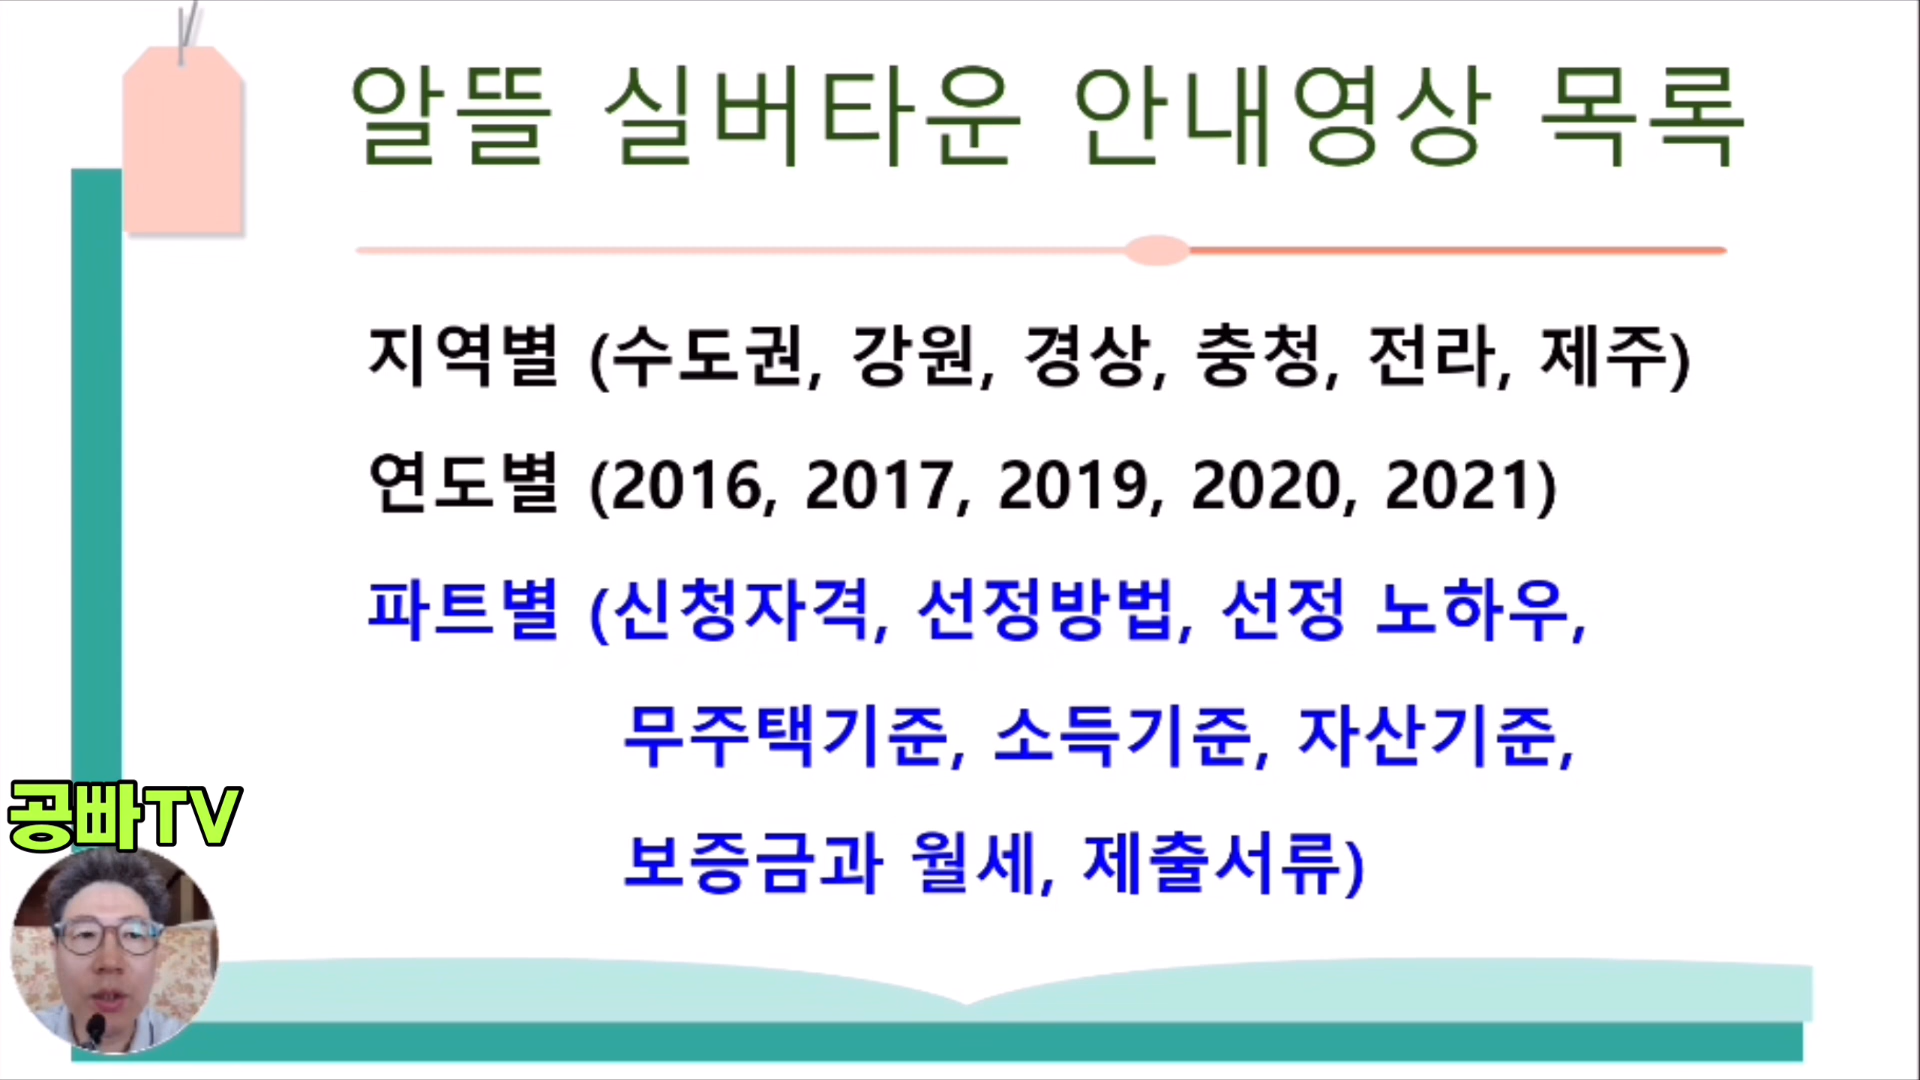 알뜰 실버타운 안내영상 목록
지역별 (수도권, 강원, 경상, 충청, 전라, 제주)
연도별 (2016, 2017, 2019, 2020, 2021)
파트별 (신청자격, 선정방법, 선정 노하우,
무주택기준, 소득기준, 자산기준,
보증금과 월세, 제출서류)
공빠TV